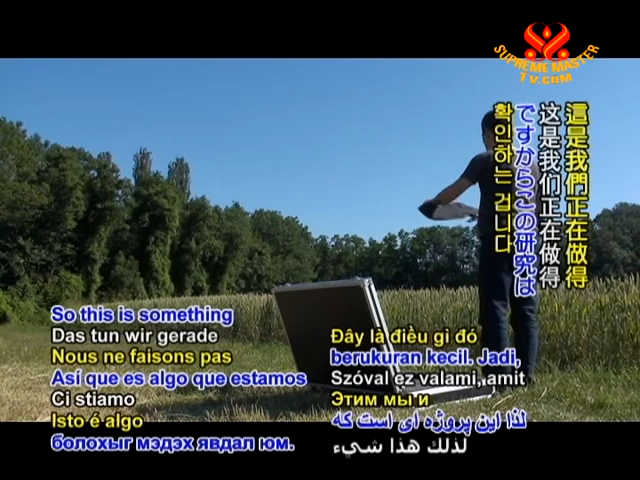 SUPREME MASTER
TV.COM
這是我們正在做得
这是我们正在做得
ですからこの研究は
확인하는 겁니다
So this is something
Das tun wir gerade
Nous ne faisons pas
Así que es algo que estamos
Ci stiamo
Isto é algo
болохыг мэдэх явдал юм.
Đây là điều gì đó
berukuran kecil. Jadi,
Szóval ez valami, amit
Этим мы и
لذا این پروژه ای است که
لذلك هذا شيء